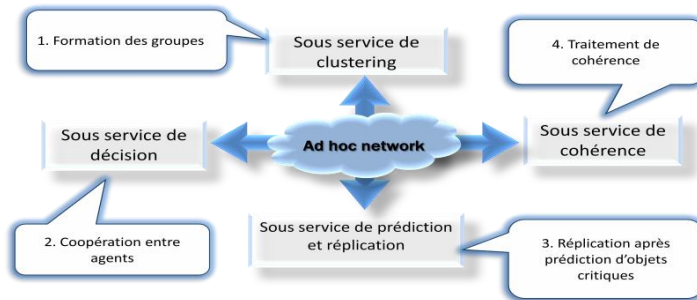 1. Formation des groupes
Sous service de
clustering
4. Traitement de
cohérence
Sous service de
décision
Ad hoc network
Sous service de
cohérence
2. Coopération entre
agents
Sous service de prédiction
et réplication
3. Réplication après
prédiction d'objets
critiques